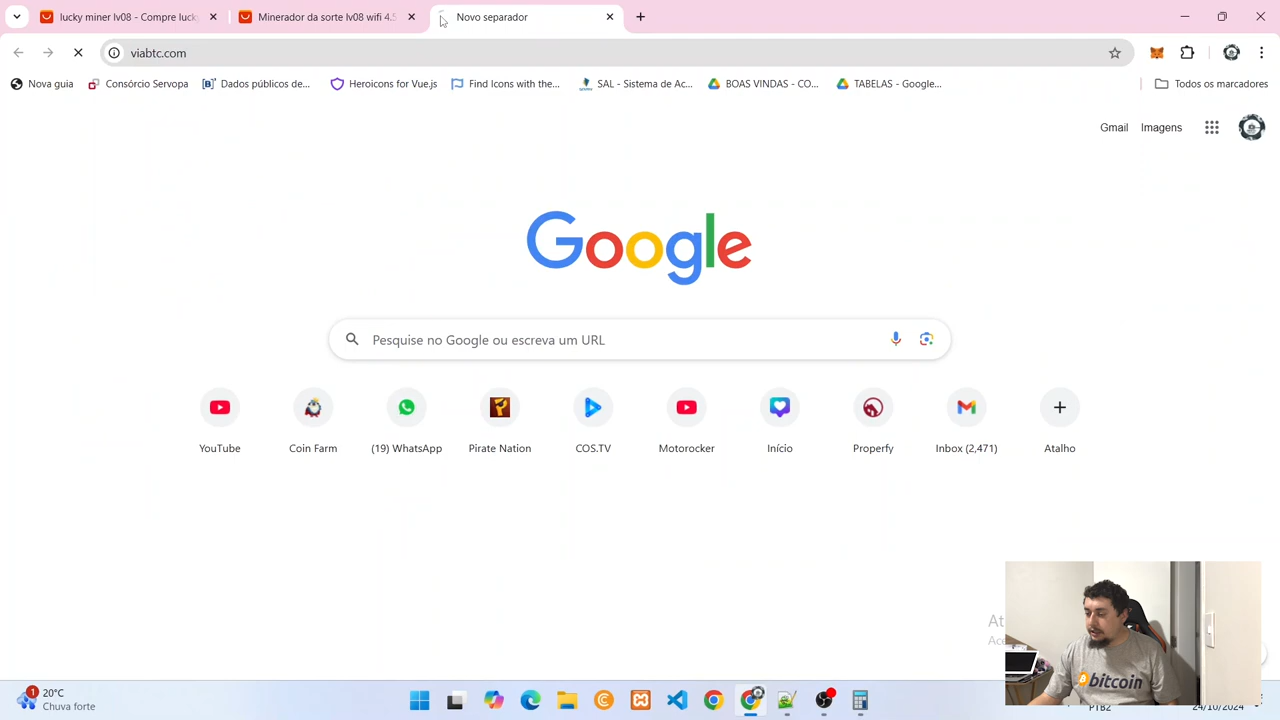 lucky miner lv08 - Compre lucky
Minerador da sorte lv08 wifi 4.5
Novo separador
viabtc.com
Nova guia
Consórcio Servopa
Dados públicos de...
Heroicons for Vue.js
Find Icons with the...
SAL - Sistema de Ac...
BOAS VINDAS - CO...
TABELAS - Google...
Todos os marcadores
Gmail
Imagens
Google
Pesquise no Google ou escreva um URL
YouTube
Coin Farm
(19) WhatsApp
Pirate Nation
COS.TV
Motorocker
Início
Properfy
Inbox (2,471)
Atalho
bitcoin
1
20°C
Chuva forte
PTB2
24/10/2024